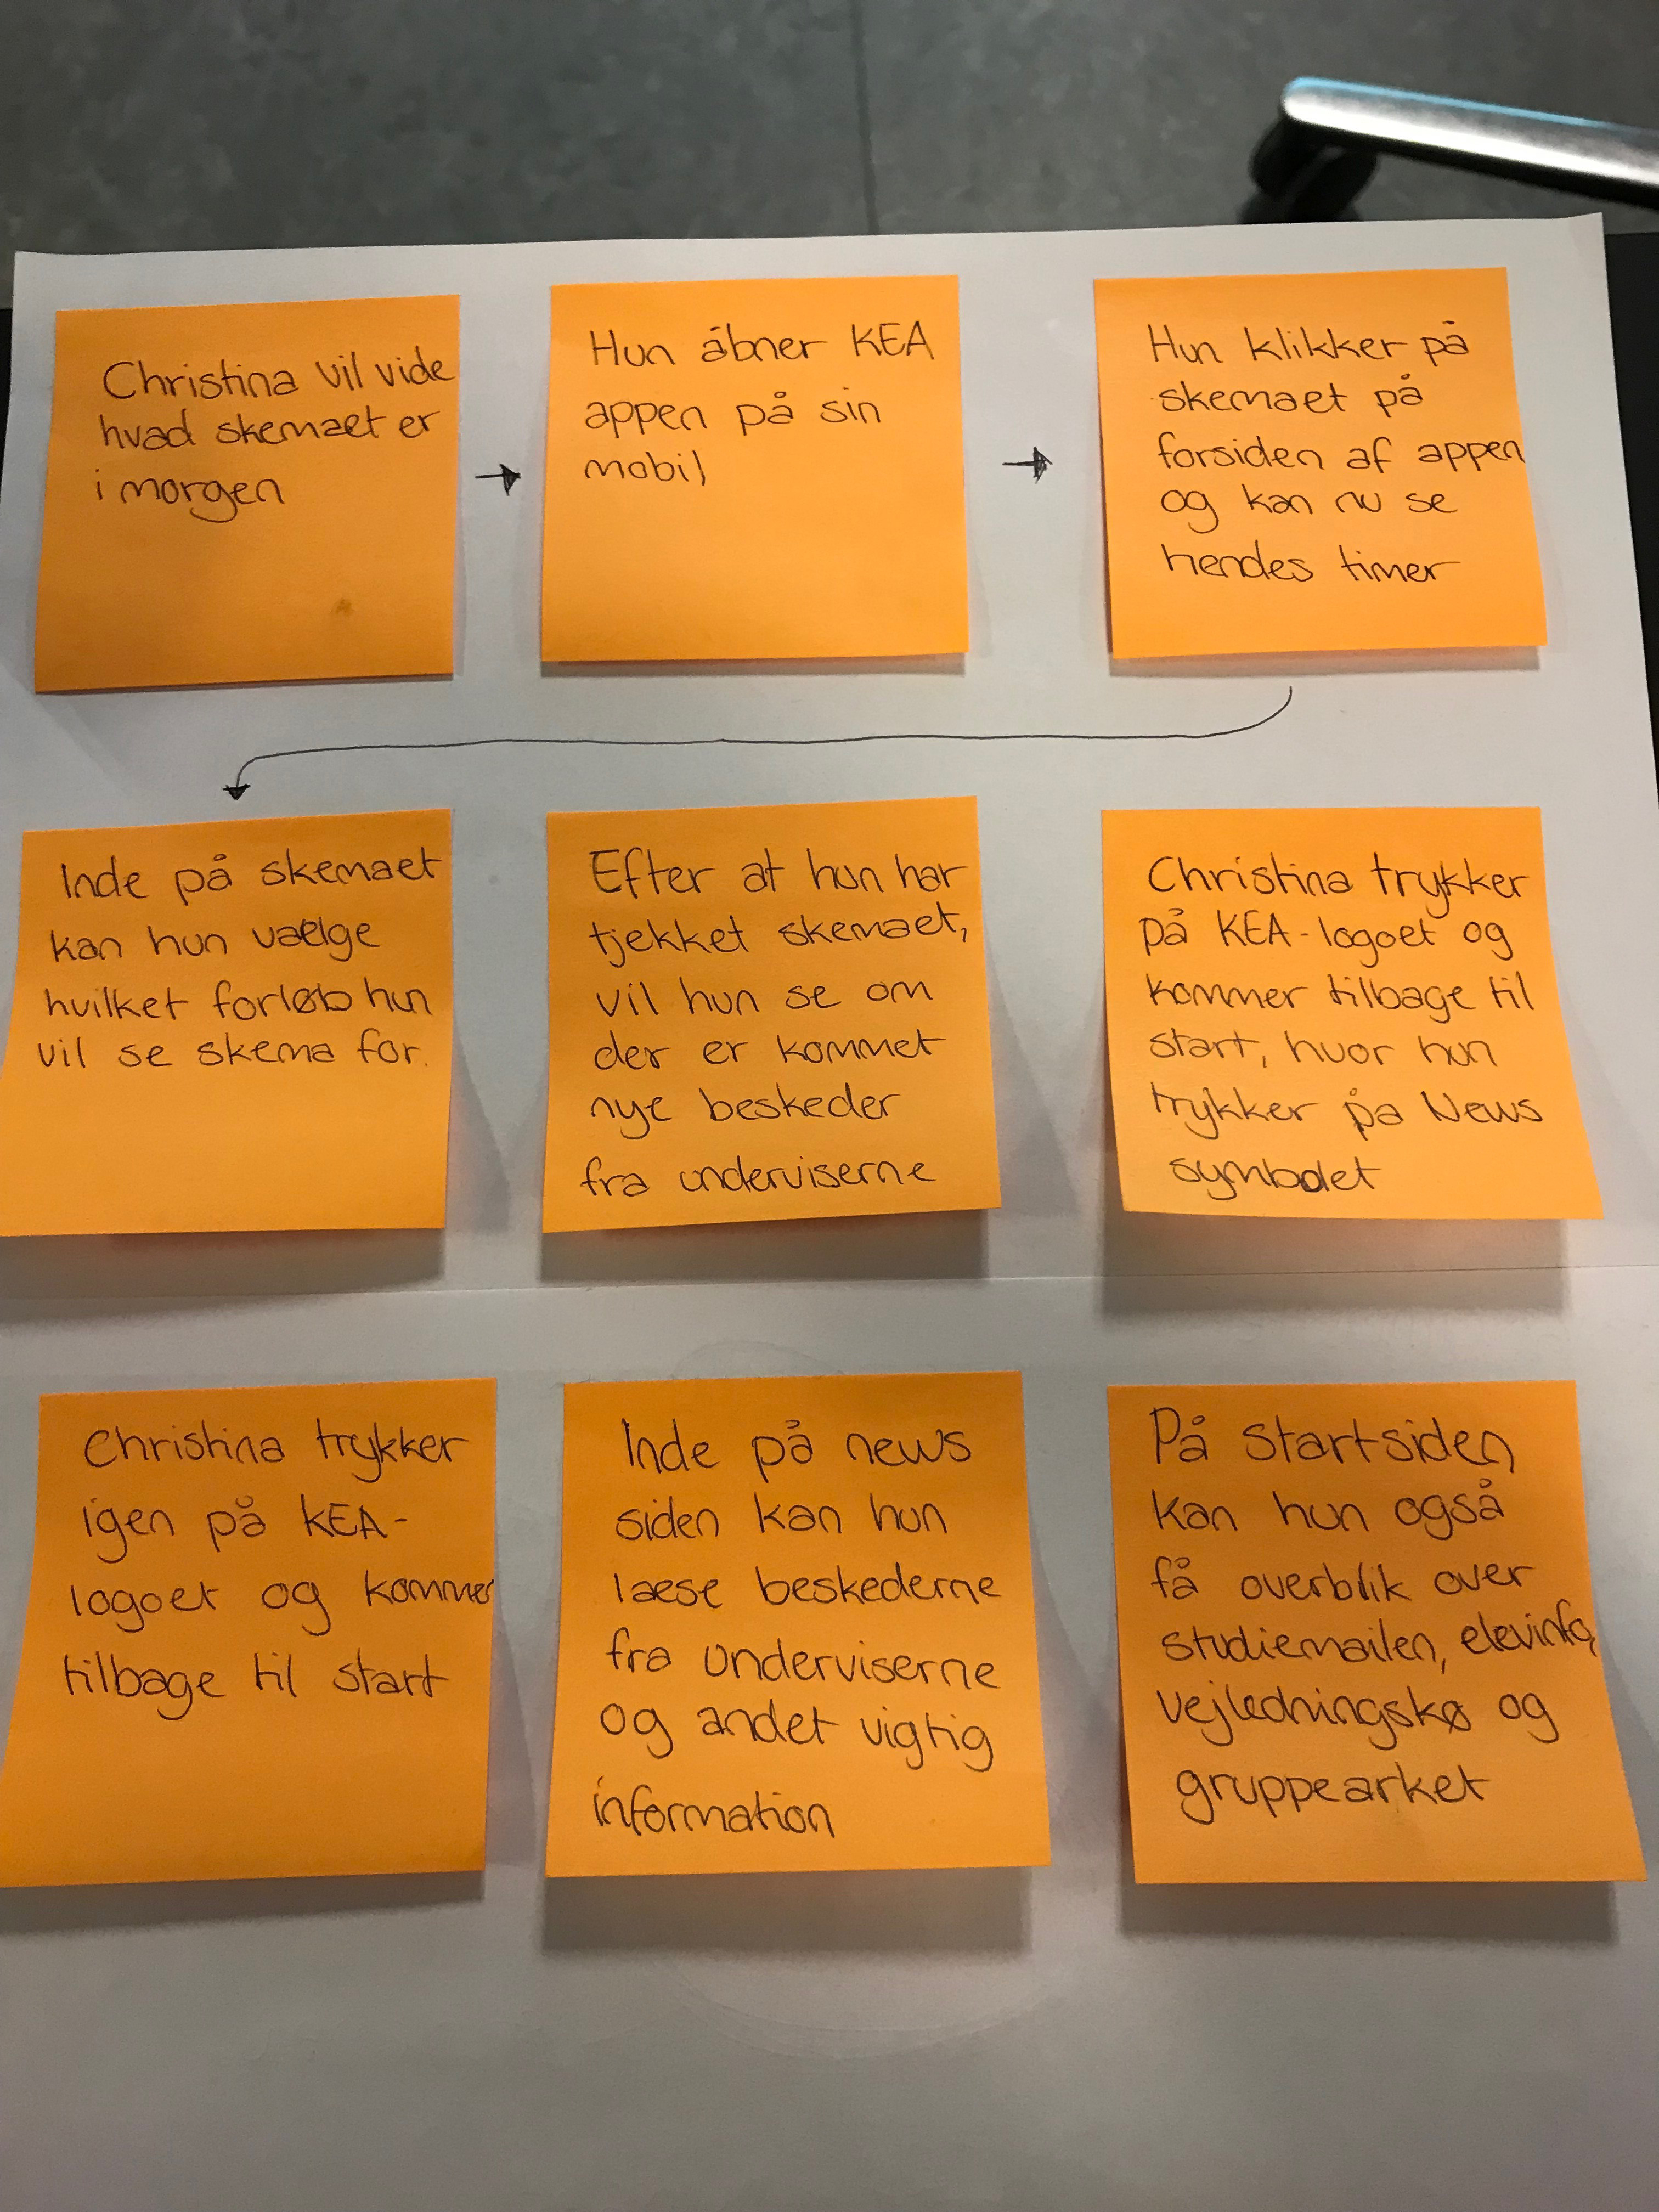 Christina vil vide
hvad skemaet er
i morgen
Hun åbner KEA
appen på sin
mobil
Hun klikker på
skemaet på
forsiden af appen
og kan nu se
hendes timer
Inde på skemaet
kan hun vælge
hvilket forløb hun
vil se skema for.
Efter at hun har
tjekket skemaet,
vil hun se om
der er kommet
nye beskeder
fra underviserne
Christina trykker
på KEA-logoet og
kommer tilbage til
start, hvor hun
trykker på News
symbolet
Christina trykker
igen på KEA-
logoet og kommer
tilbage til start
Inde på news
siden kan hun
læse beskederne
fra underviserne
og andet vigtig
information
På startsiden
kan hun også
få overblik over
studiemailen, elevinfo,
vejledningskø og
gruppearket